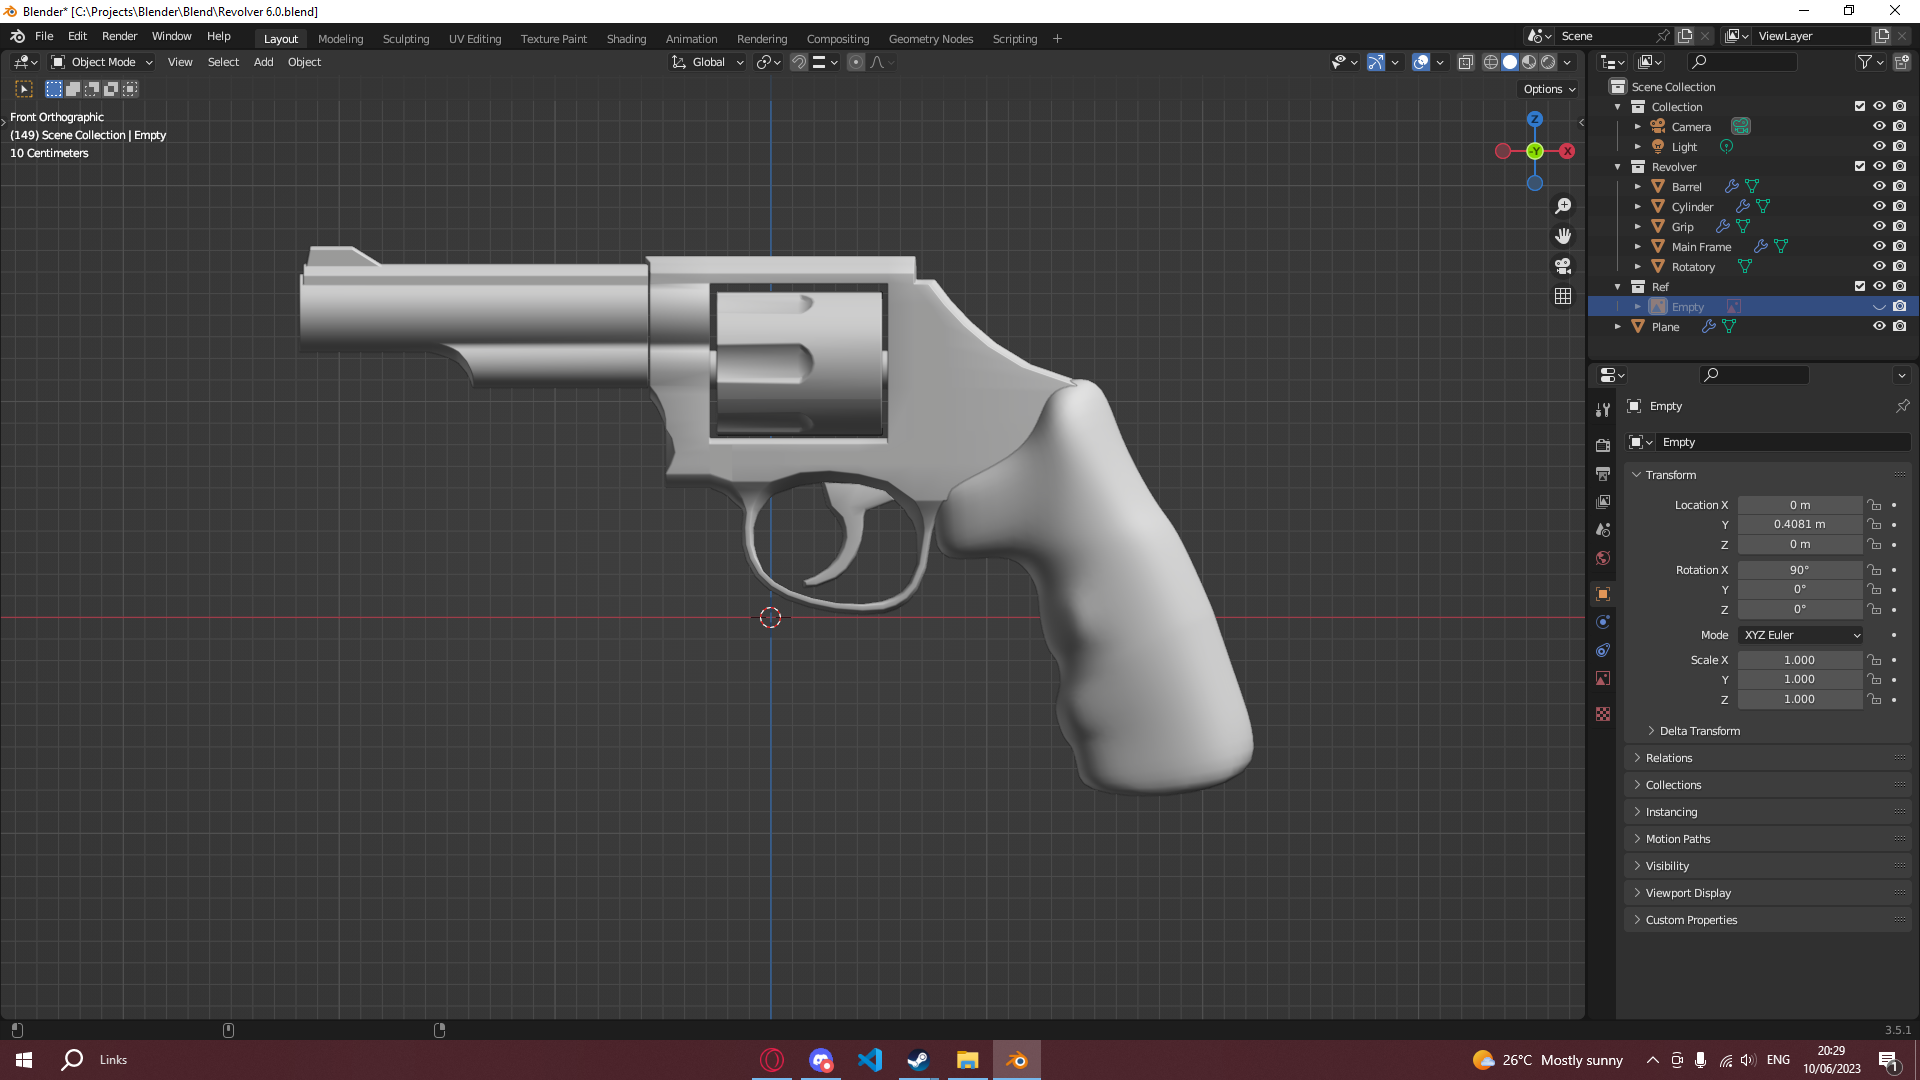 Blender* [C:\Projects\Blender\Blend\Revolver 6.0.blend]
File Edit Render Window Help Layout Modeling Sculpting UV Editing Texture Paint Shading Animation Rendering Compositing Geometry Nodes Scripting + Scene ViewLayer
Object Mode View Select Add Object Global
Options
Front Orthographic
(149) Scene Collection | Empty
10 Centimeters
Z
-Y X
Scene Collection
Collection
Camera
Light
Revolver
Barrel
Cylinder
Grip
Main Frame
Rotatory
Ref
Empty
Plane
Empty
Empty
Transform
Location X 0 m
Y 0.4081 m
Z 0 m
Rotation X 90°
Y 0°
Z 0°
Mode XYZ Euler
Scale X 1.000
Y 1.000
Z 1.000
Delta Transform
Relations
Collections
Instancing
Motion Paths
Visibility
Viewport Display
Custom Properties
3.5.1
Links
26°C Mostly sunny
ENG
20:29
10/06/2023
1